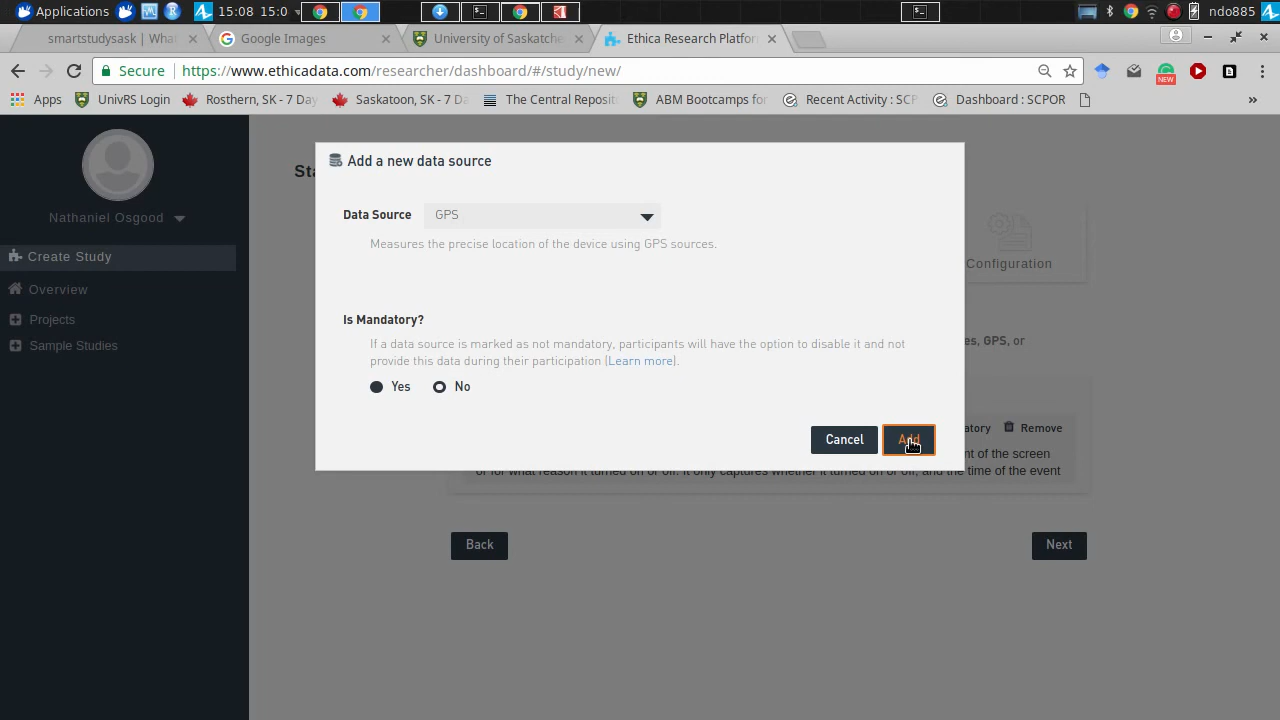 Applications
15:08 15:0
ndo885
smartstudysask | Wha
Google Images
University of Saskatche
Ethica Research Platfor
Secure
https://www.ethicadata.com/researcher/dashboard/#/study/new/
NEW
Apps
UnivRS Login
Rosthern, SK - 7 Day
Saskatoon, SK - 7 Da
The Central Reposit
ABM Bootcamps for
Recent Activity : SCP
Dashboard : SCPOR
»
Nathaniel Osgood
Create Study
Overview
Projects
Sample Studies
Sta
Configuration
es, GPS, or
atory Remove
nt of the screen
or for what reason it turned on or off. It only captures whether it turned on or off, and the time of the event
Back
Next
Add a new data source
Data Source GPS
Measures the precise location of the device using GPS sources.
Is Mandatory?
If a data source is marked as not mandatory, participants will have the option to disable it and not
provide this data during their participation (Learn more).
Yes No
Cancel Add